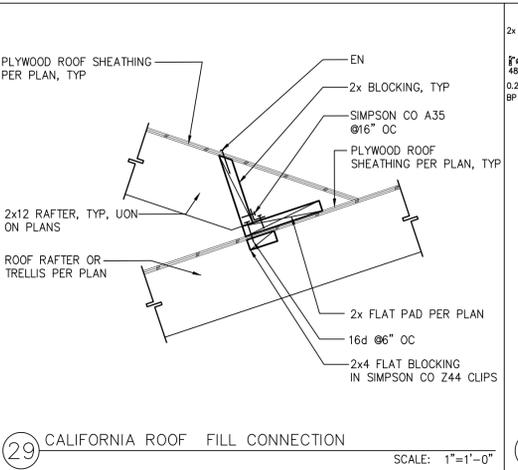 PLYWOOD ROOF SHEATHING
PER PLAN, TYP
2x12 RAFTER, TYP, UON
ON PLANS
ROOF RAFTER OR
TRELLIS PER PLAN
EN
2x BLOCKING, TYP
SIMPSON CO A35
@16" OC
PLYWOOD ROOF
SHEATHING PER PLAN, TYP
2x FLAT PAD PER PLAN
16d @6" OC
2x4 FLAT BLOCKING
IN SIMPSON CO Z44 CLIPS
29 CALIFORNIA ROOF FILL CONNECTION
SCALE: 1"=1'-0"
2x
48
0.2
BP